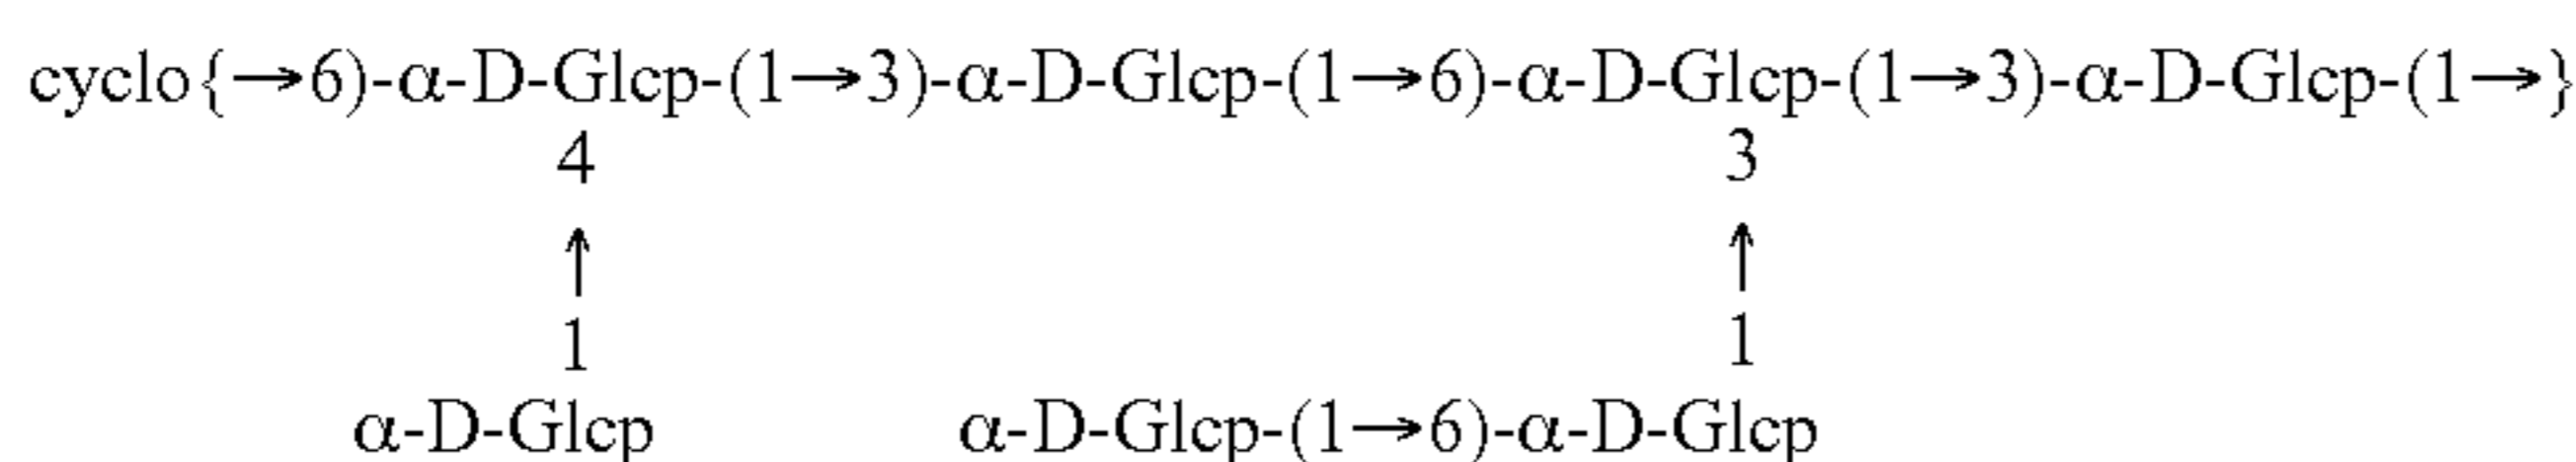 cyclo{→6)-α-D-Glcp-(1→3)-α-D-Glcp-(1→6)-α-D-Glcp-(1→3)-α-D-Glcp-(1→}
4 3
↑ ↑
1 1
α-D-Glcp α-D-Glcp-(1→6)-α-D-Glcp